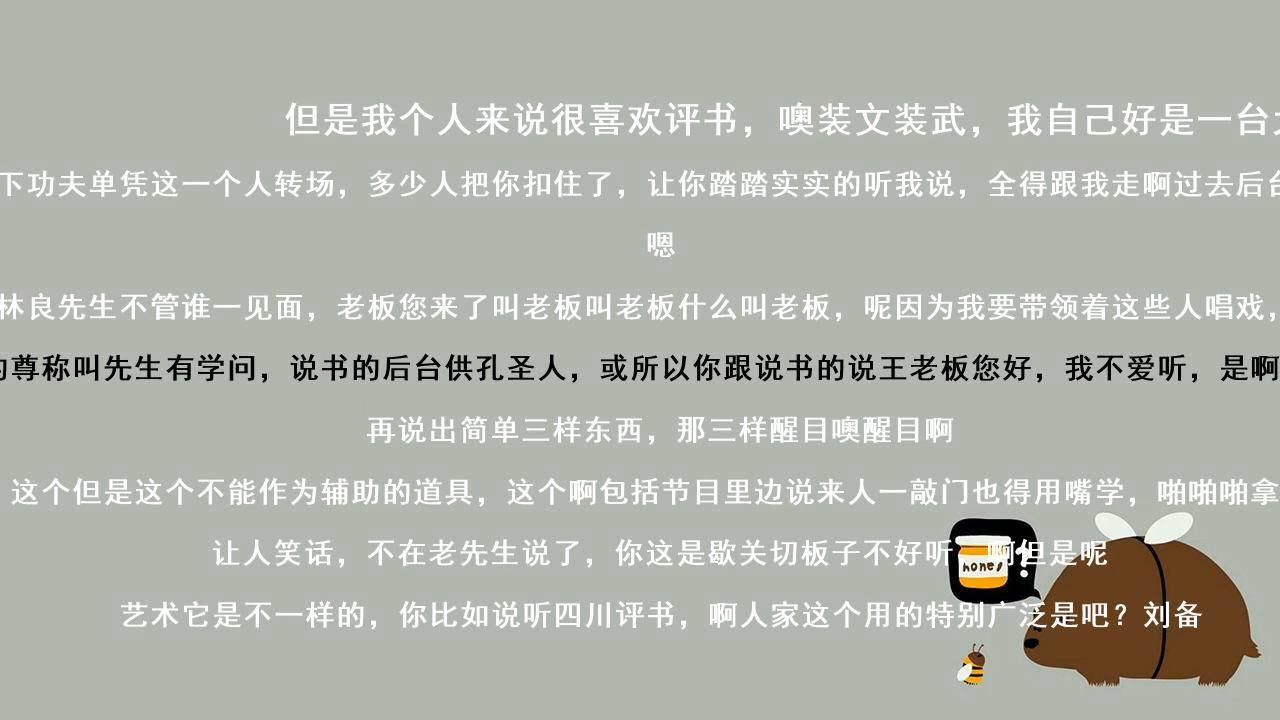 但是我个人来说很喜欢评书，噢装文装武，我自己好是一台
下功夫单凭这一个人转场，多少人把你扣住了，让你踏踏实实的听我说，全得跟我走啊过去后台
嗯
林良先生不管谁一见面，老板您来了叫老板叫老板什么叫老板，呢因为我要带领着这些人唱戏，
的尊称叫先生有学问，说书的后台供孔圣人，或所以你跟说书的说王老板您好，我不爱听，是啊
再说出简单三样东西，那三样醒目噢醒目啊
这个但是这个不能作为辅助的道具，这个啊包括节目里边说来人一敲门也得用嘴学，啪啪啪拿
让人笑话，不在老先生说了，你这是歇关切板子不好听，啊但是呢
honey
!
艺术它是不一样的，你比如说听四川评书，啊人家这个用的特别广泛是吧？刘备